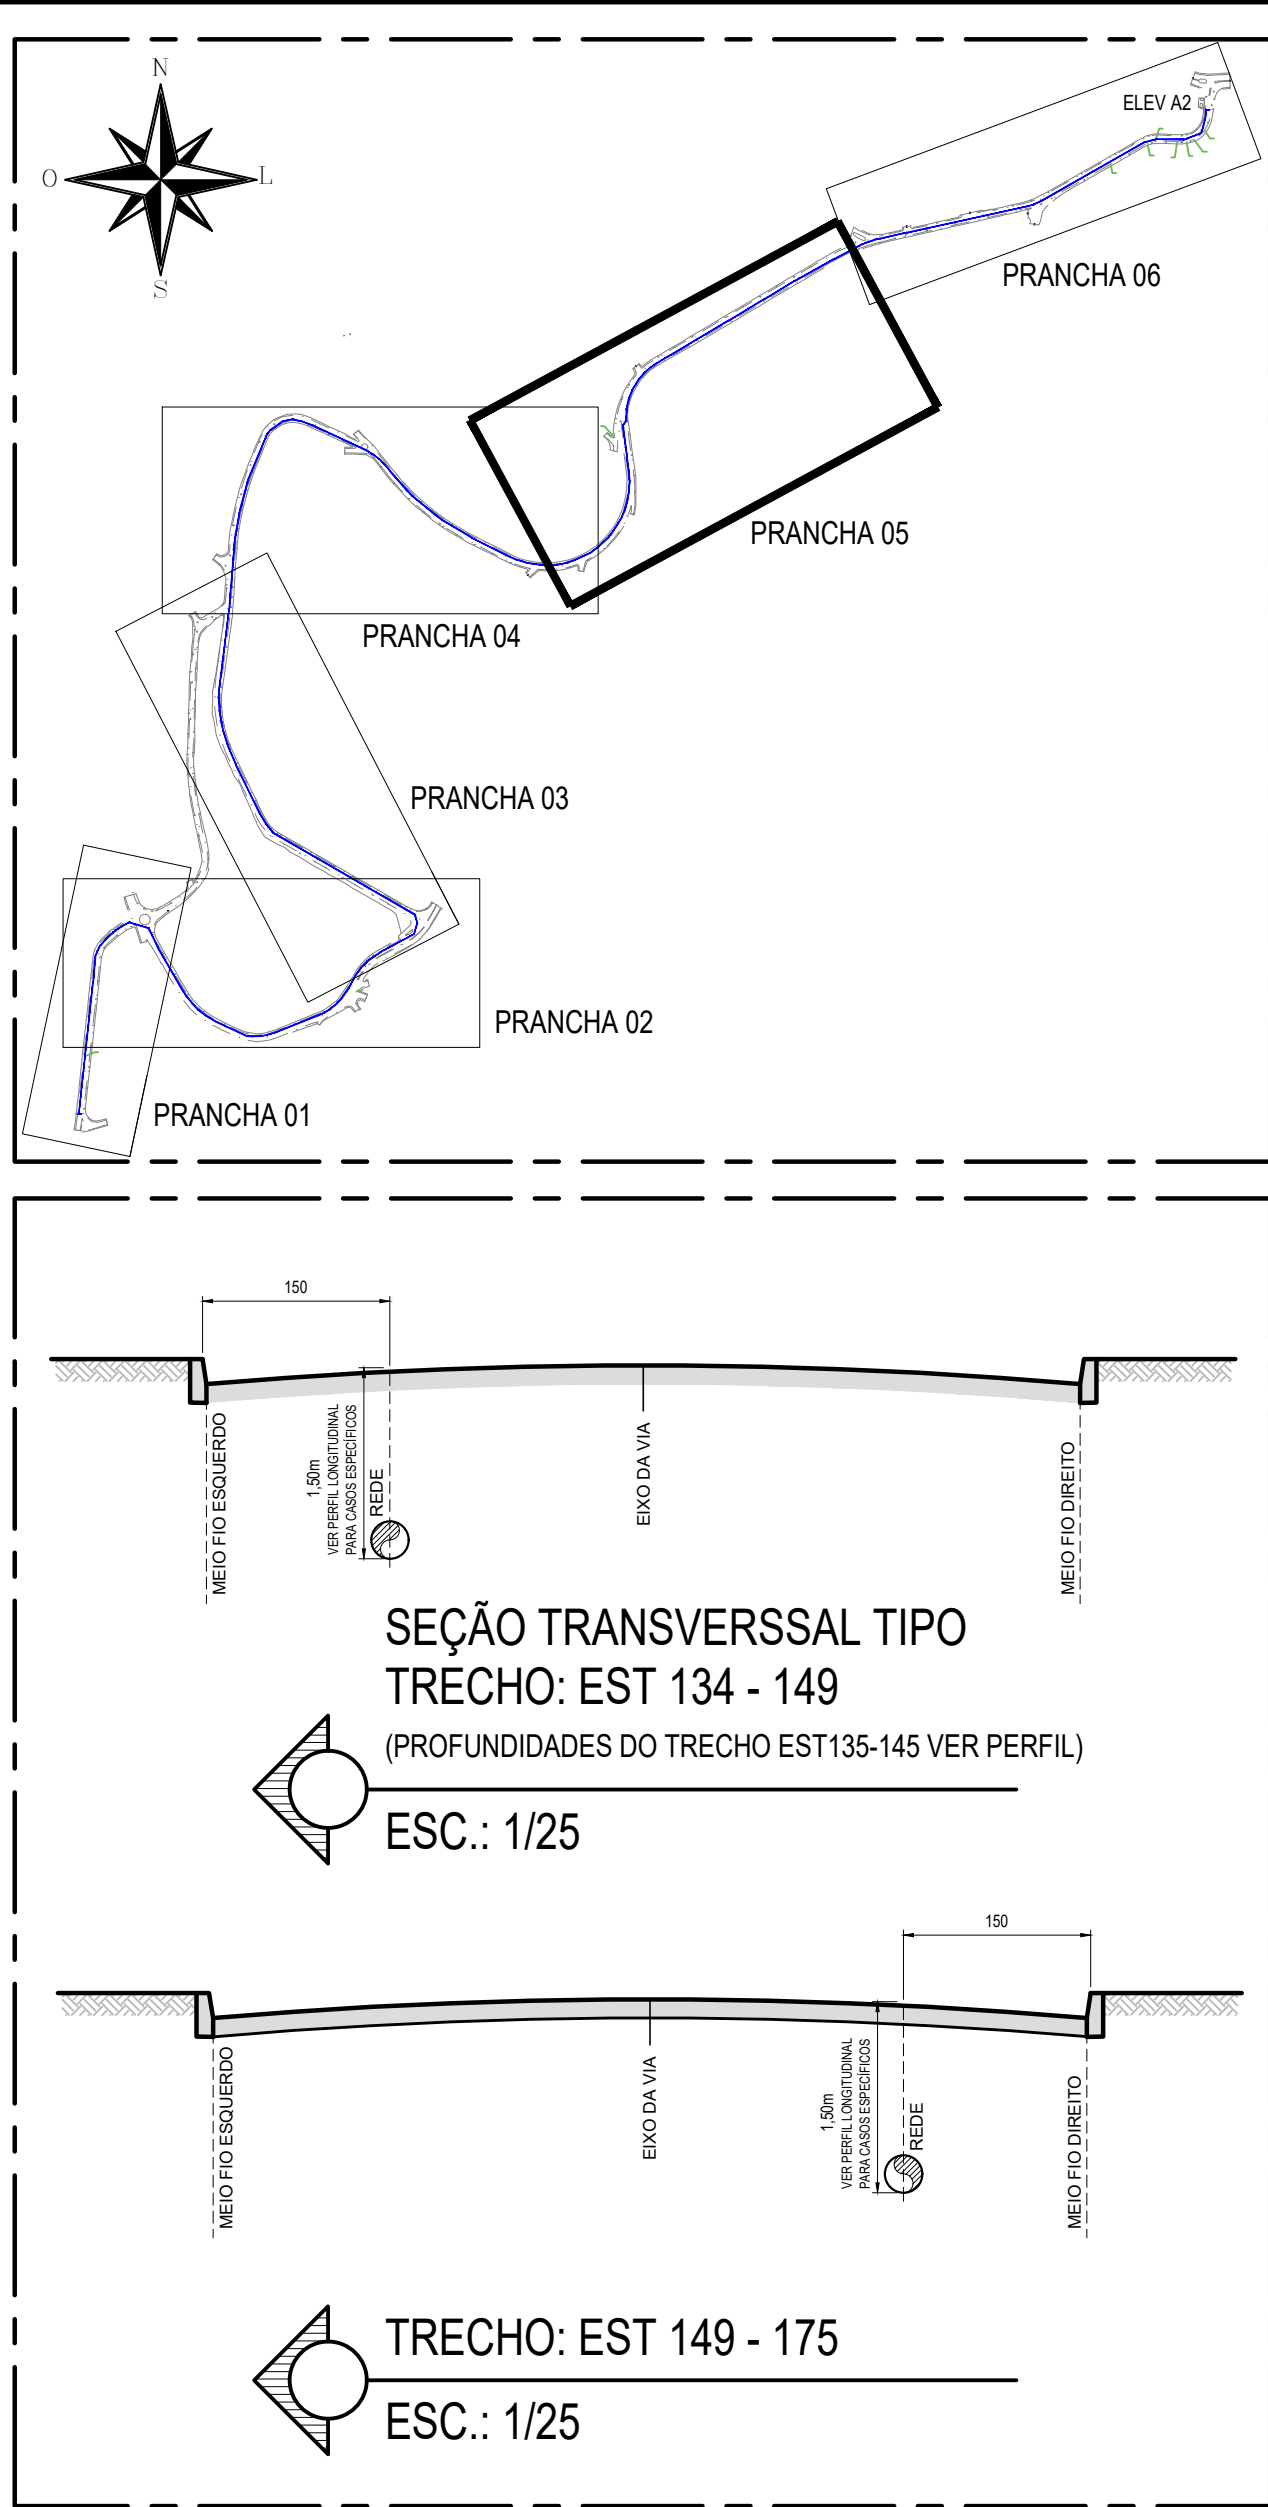 N
O
L
S
ELEV A2
PRANCHA 06
PRANCHA 05
PRANCHA 04
PRANCHA 03
PRANCHA 02
PRANCHA 01
150
MEIO FIO ESQUERDO
1,50m
VER PERFIL LONGITUDINAL
PARA CASOS ESPECÍFICOS
REDE
EIXO DA VIA
MEIO FIO DIREITO
SEÇÃO TRANSVERSSAL TIPO
TRECHO: EST 134 - 149
(PROFUNDIDADES DO TRECHO EST135-145 VER PERFIL)
ESC.: 1/25
150
MEIO FIO ESQUERDO
EIXO DA VIA
1,50m
VER PERFIL LONGITUDINAL
PARA CASOS ESPECÍFICOS
REDE
MEIO FIO DIREITO
TRECHO: EST 149 - 175
ESC.: 1/25